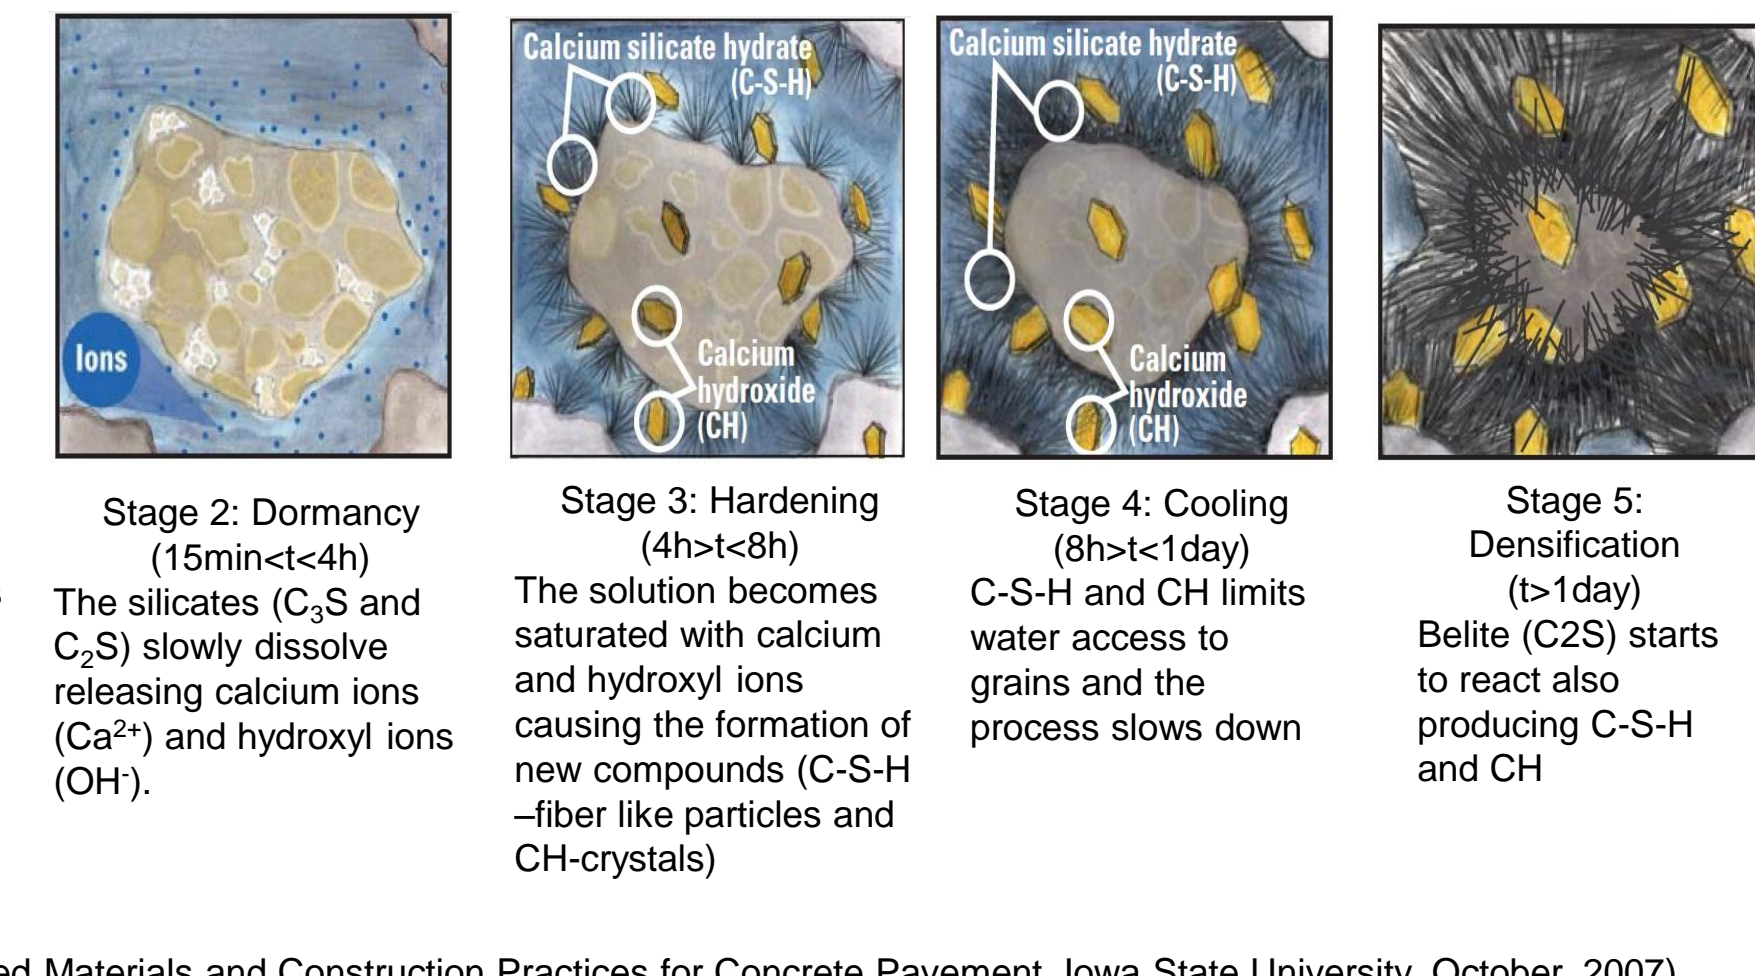 Ions
Calcium silicate hydrate
(C-S-H)
Calcium
hydroxide
(CH)
Calcium silicate hydrate
(C-S-H)
Calcium
hydroxide
(CH)
Stage 2: Dormancy
(15min<t<4h)
The silicates (C₃S and
C₂S) slowly dissolve
releasing calcium ions
(Ca²⁺) and hydroxyl ions
(OH⁻).
Stage 3: Hardening
(4h>t<8h)
The solution becomes
saturated with calcium
and hydroxyl ions
causing the formation of
new compounds (C-S-H
–fiber like particles and
CH-crystals)
Stage 4: Cooling
(8h>t<1day)
C-S-H and CH limits
water access to
grains and the
process slows down
Stage 5:
Densification
(t>1day)
Belite (C2S) starts
to react also
producing C-S-H
and CH
ed Materials and Construction Practices for Concrete Pavement, Iowa State University, October, 2007)